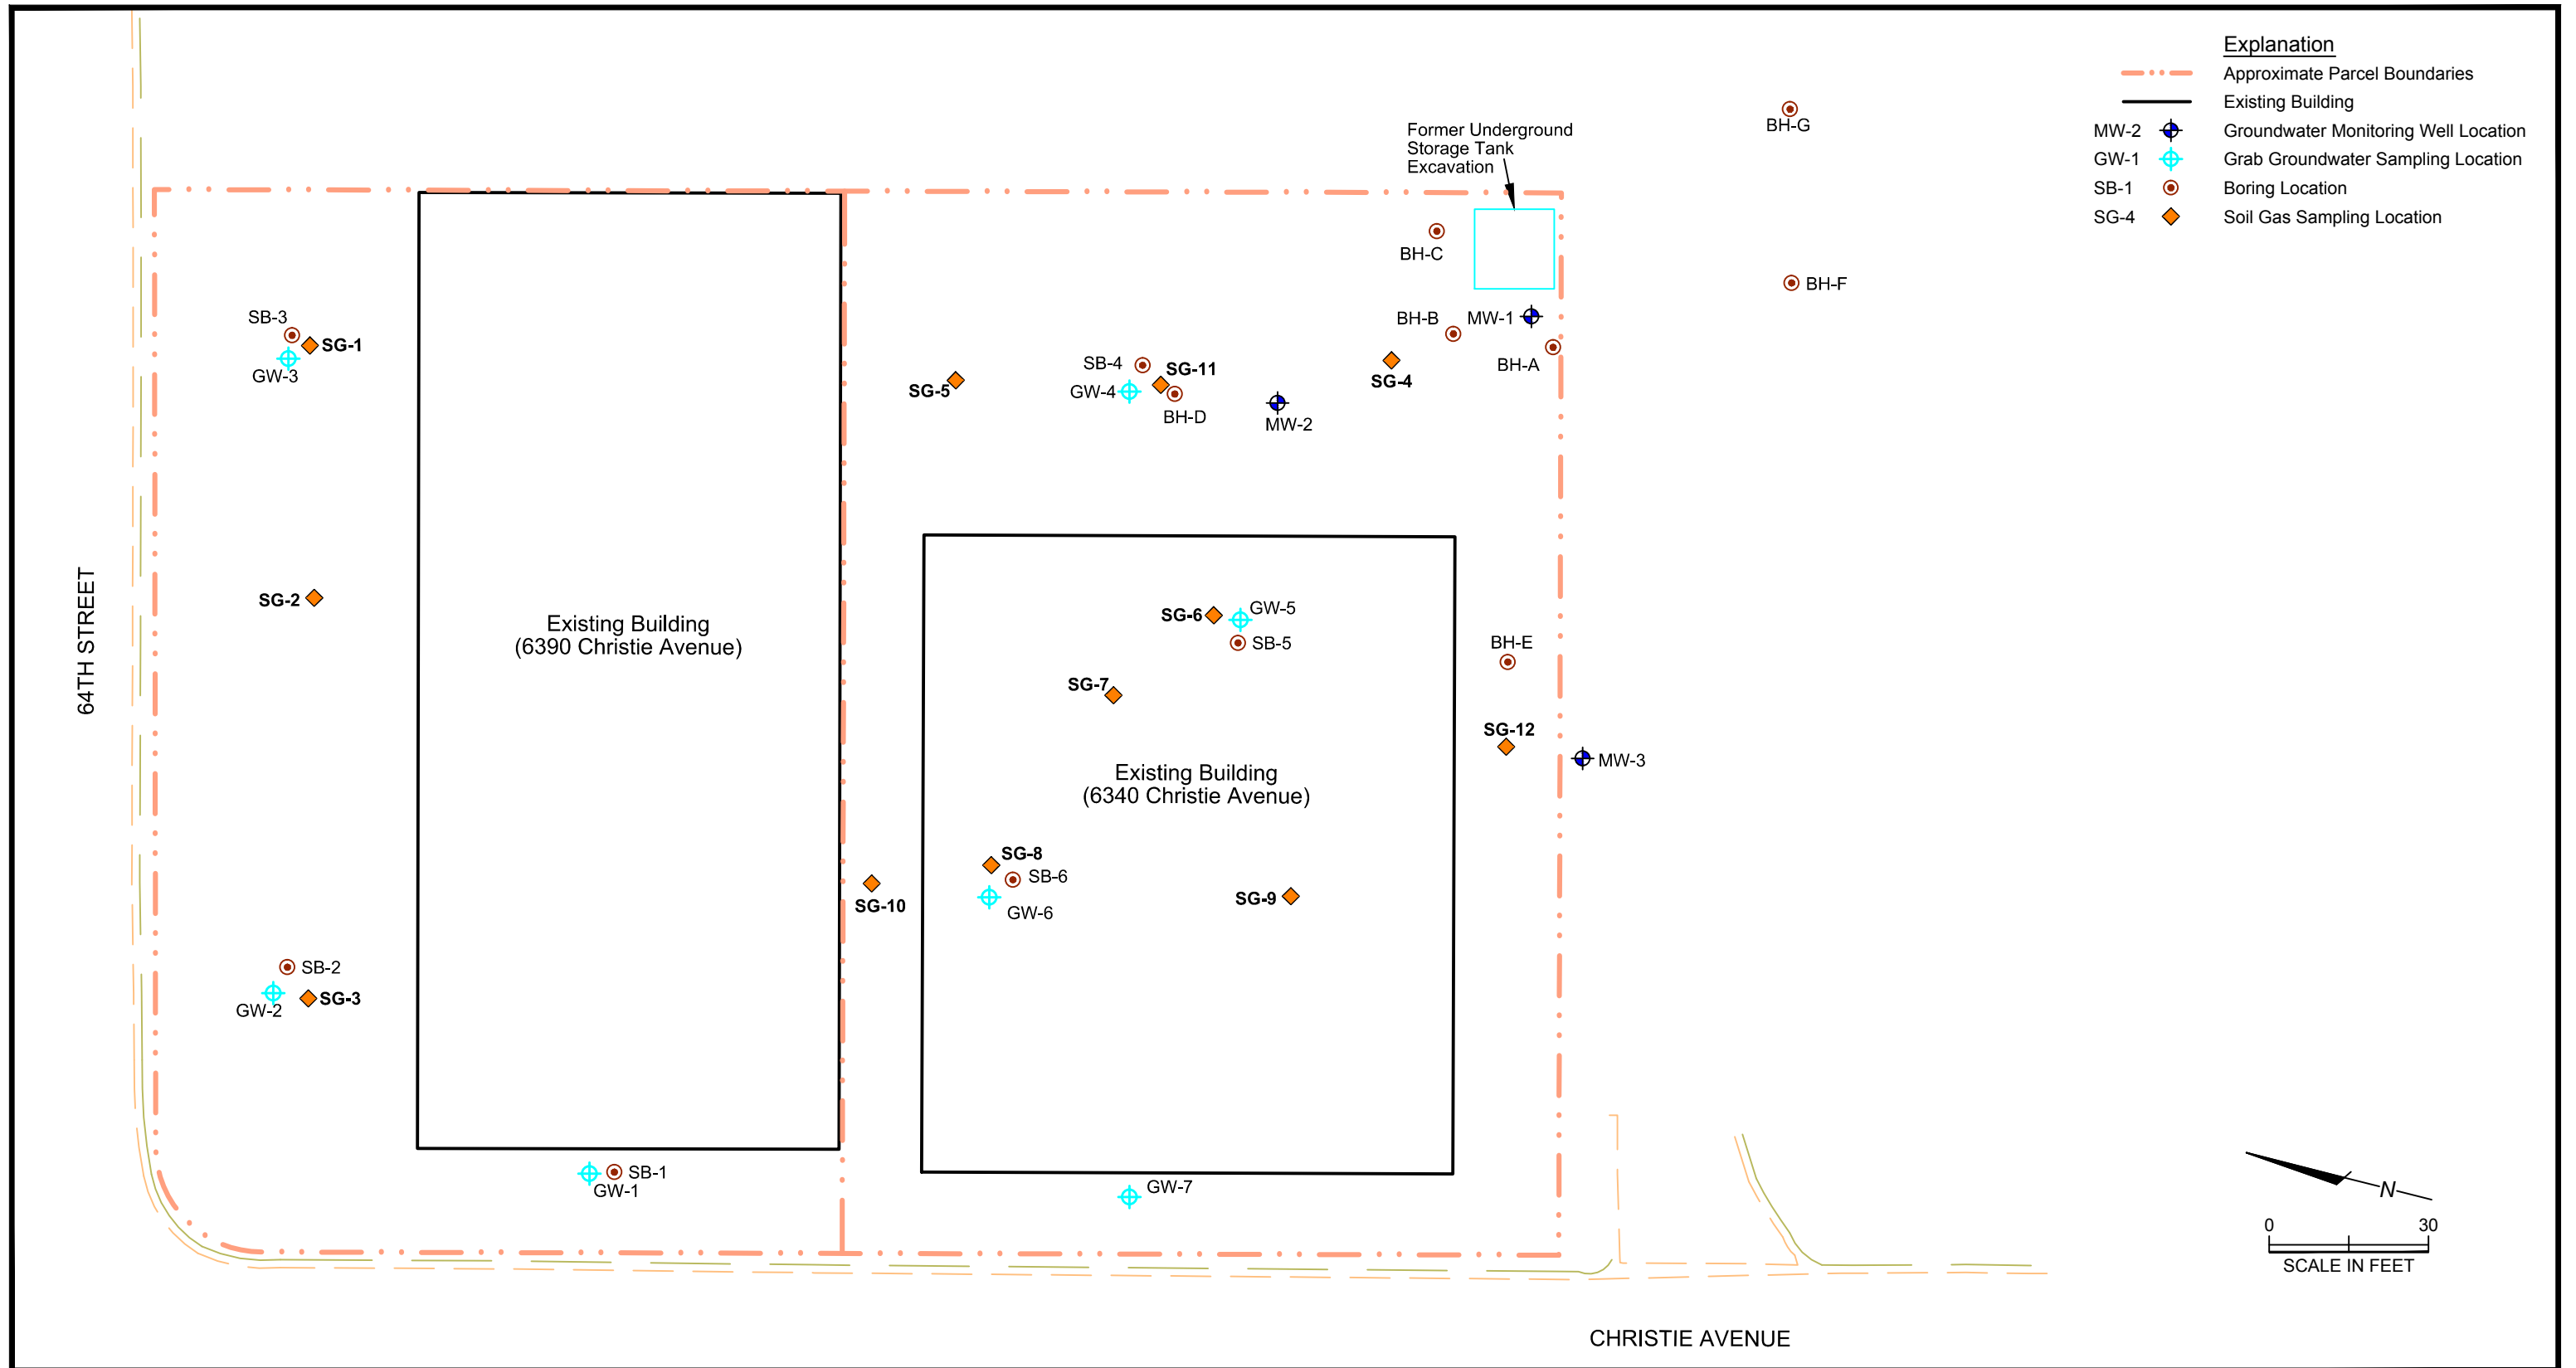 Explanation
Approximate Parcel Boundaries
Existing Building
MW-2 Groundwater Monitoring Well Location
GW-1 Grab Groundwater Sampling Location
SB-1 Boring Location
SG-4 Soil Gas Sampling Location
BH-G
Former Underground
Storage Tank
Excavation
BH-C
BH-F
SB-3
SG-1
GW-3
BH-B
MW-1
BH-A
SB-4
SG-11
SG-5
GW-4
BH-D
MW-2
SG-4
64TH STREET
SG-2
Existing Building
(6390 Christie Avenue)
SG-6
GW-5
SB-5
BH-E
SG-7
SG-12
MW-3
Existing Building
(6340 Christie Avenue)
SG-8
SB-6
GW-6
SG-10
SG-9
SB-2
SG-3
GW-2
SB-1
GW-1
GW-7
N
0 30
SCALE IN FEET
CHRISTIE AVENUE